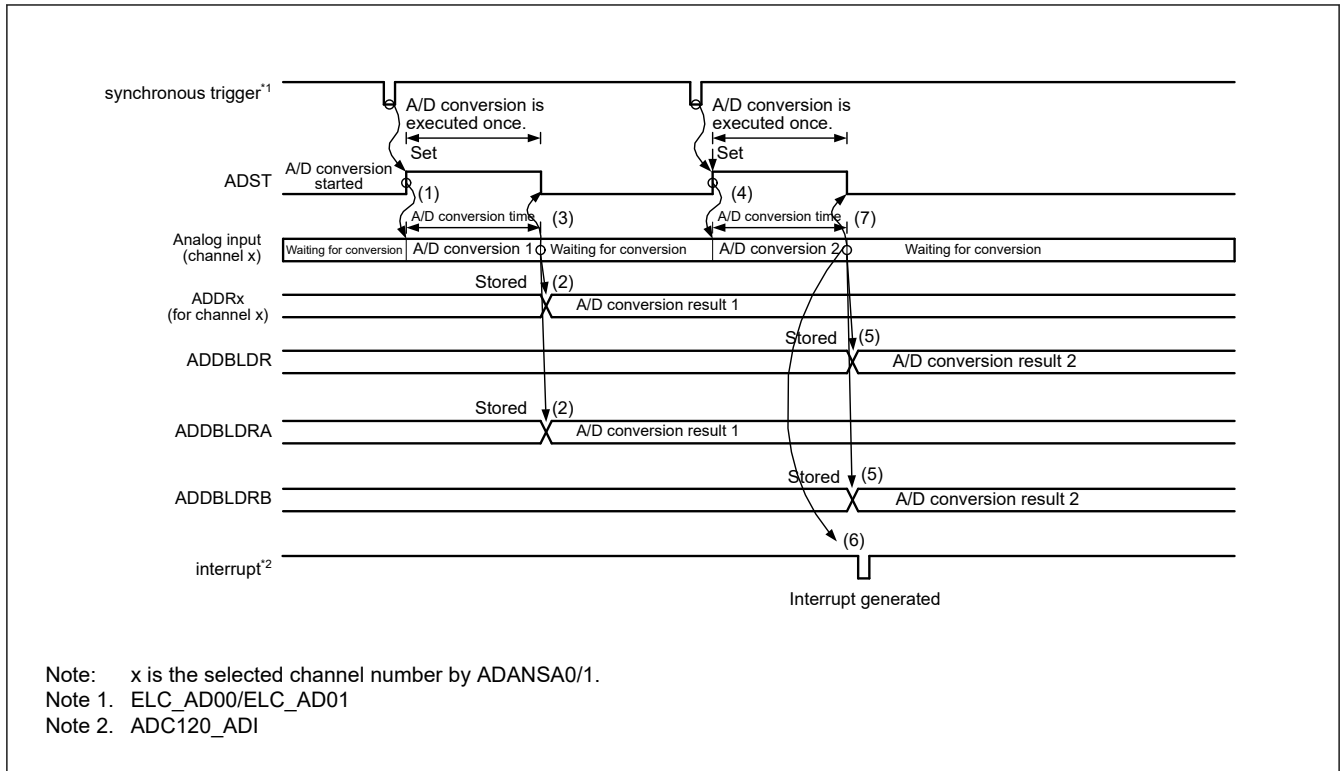 synchronous trigger*1
A/D conversion is
executed once.
A/D conversion is
executed once.
Set
Set
ADST
A/D conversion
started
(1)
(4)
A/D conversion time
(3)
A/D conversion time
(7)
Analog input
(channel x)
Waiting for conversion
A/D conversion 1
Waiting for conversion
A/D conversion 2
Waiting for conversion
Stored
(2)
ADDRx
(for channel x)
A/D conversion result 1
Stored
(5)
ADDBLDR
A/D conversion result 2
Stored
(2)
ADDBLDRA
A/D conversion result 1
Stored
(5)
ADDBLDRB
A/D conversion result 2
(6)
interrupt*2
Interrupt generated
Note: x is the selected channel number by ADANSA0/1.
Note 1. ELC_AD00/ELC_AD01
Note 2. ADC120_ADI